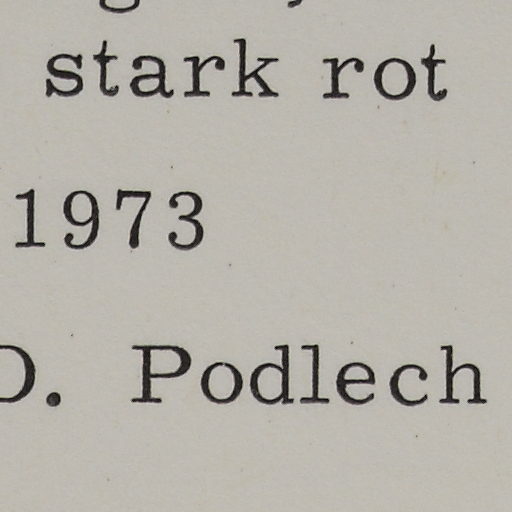 stark rot
1973
D. Podlech